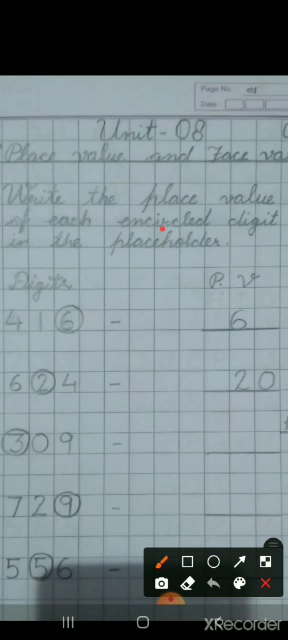 Page No.
Date
Unit - 08
Place value and Face va
Write the place value
of each encircled digit
in the placeholder.
Digits P. V
416 - 6
624 - 20
309 -
729 -
556 -
XRecorder